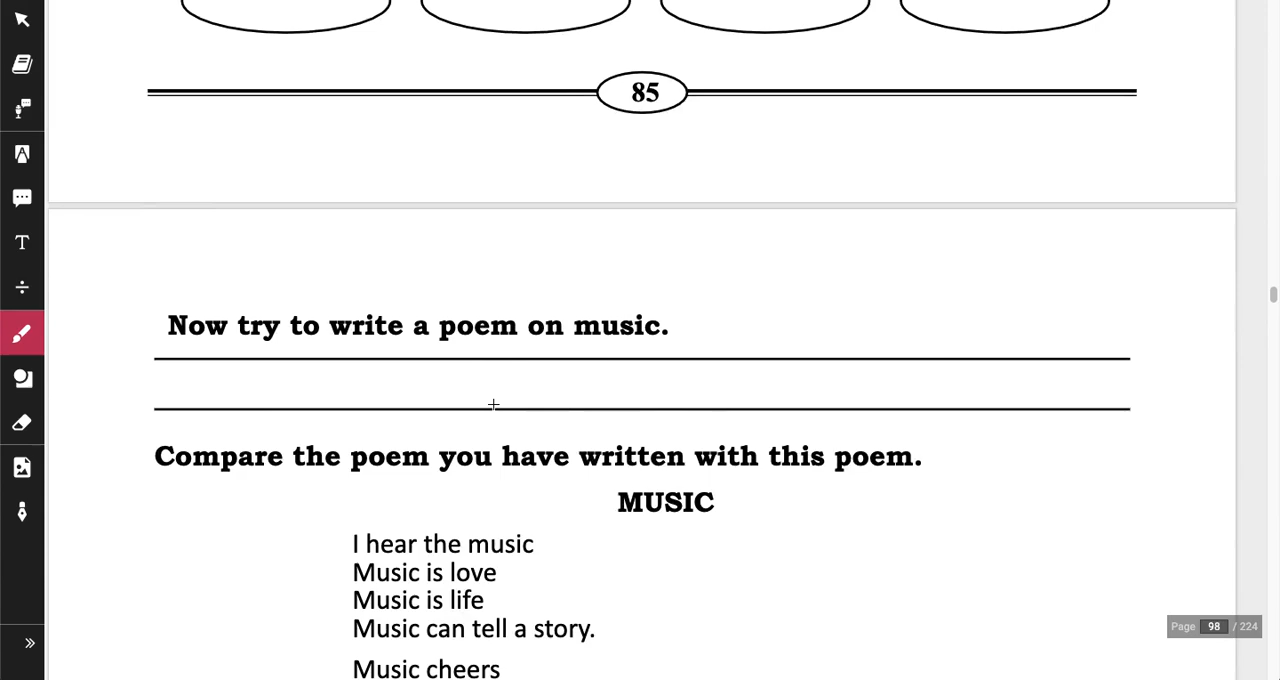 85
Now try to write a poem on music.
Compare the poem you have written with this poem.
MUSIC
I hear the music
Music is love
Music is life
Music can tell a story.
Music cheers
Page 98 / 224